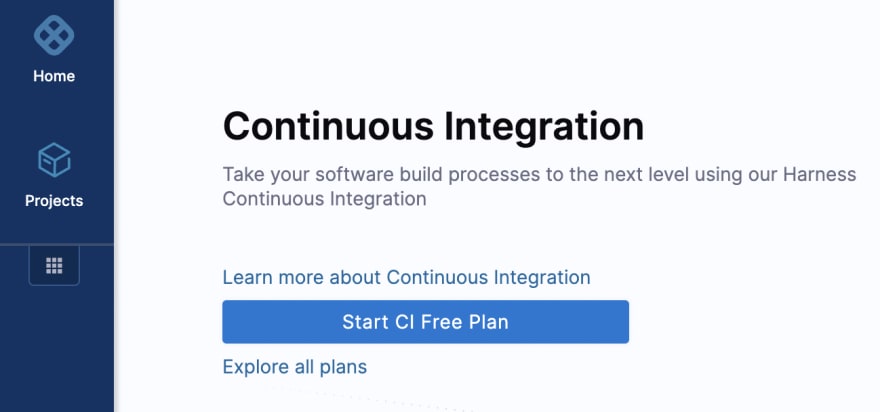 Home
Projects
Continuous Integration
Take your software build processes to the next level using our Harness
Continuous Integration
Learn more about Continuous Integration
Start CI Free Plan
Explore all plans